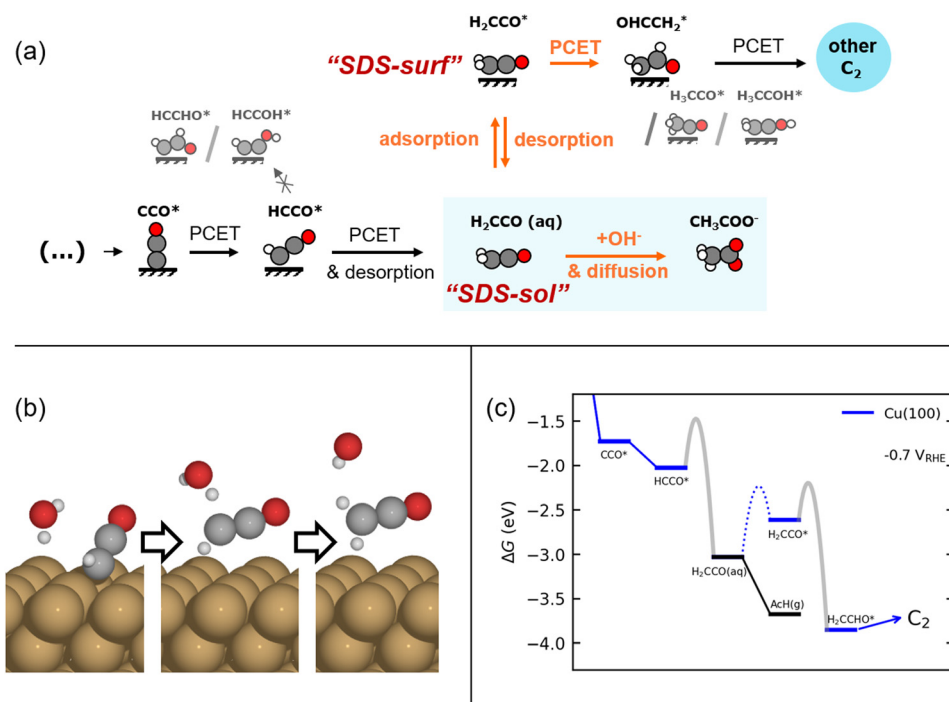 (a)
H₂CCO*
OHCCH₂*
"SDS-surf"
PCET
PCET
other
C₂
H₃CCO*
H₃CCOH*
HCCHO*
HCCOH*
adsorption
desorption
CCO*
HCCO*
H₂CCO (aq)
CH₃COO⁻
(...)
PCET
PCET
& desorption
+OH⁻
& diffusion
"SDS-sol"
(b)
(c)
Cu(100)
-0.7 V_RHE
ΔG (eV)
−1.5
−2.0
−2.5
−3.0
−3.5
−4.0
CCO*
HCCO*
H₂CCO*
H₂CCO(aq)
AcH(g)
H₂CCHO*
C₂